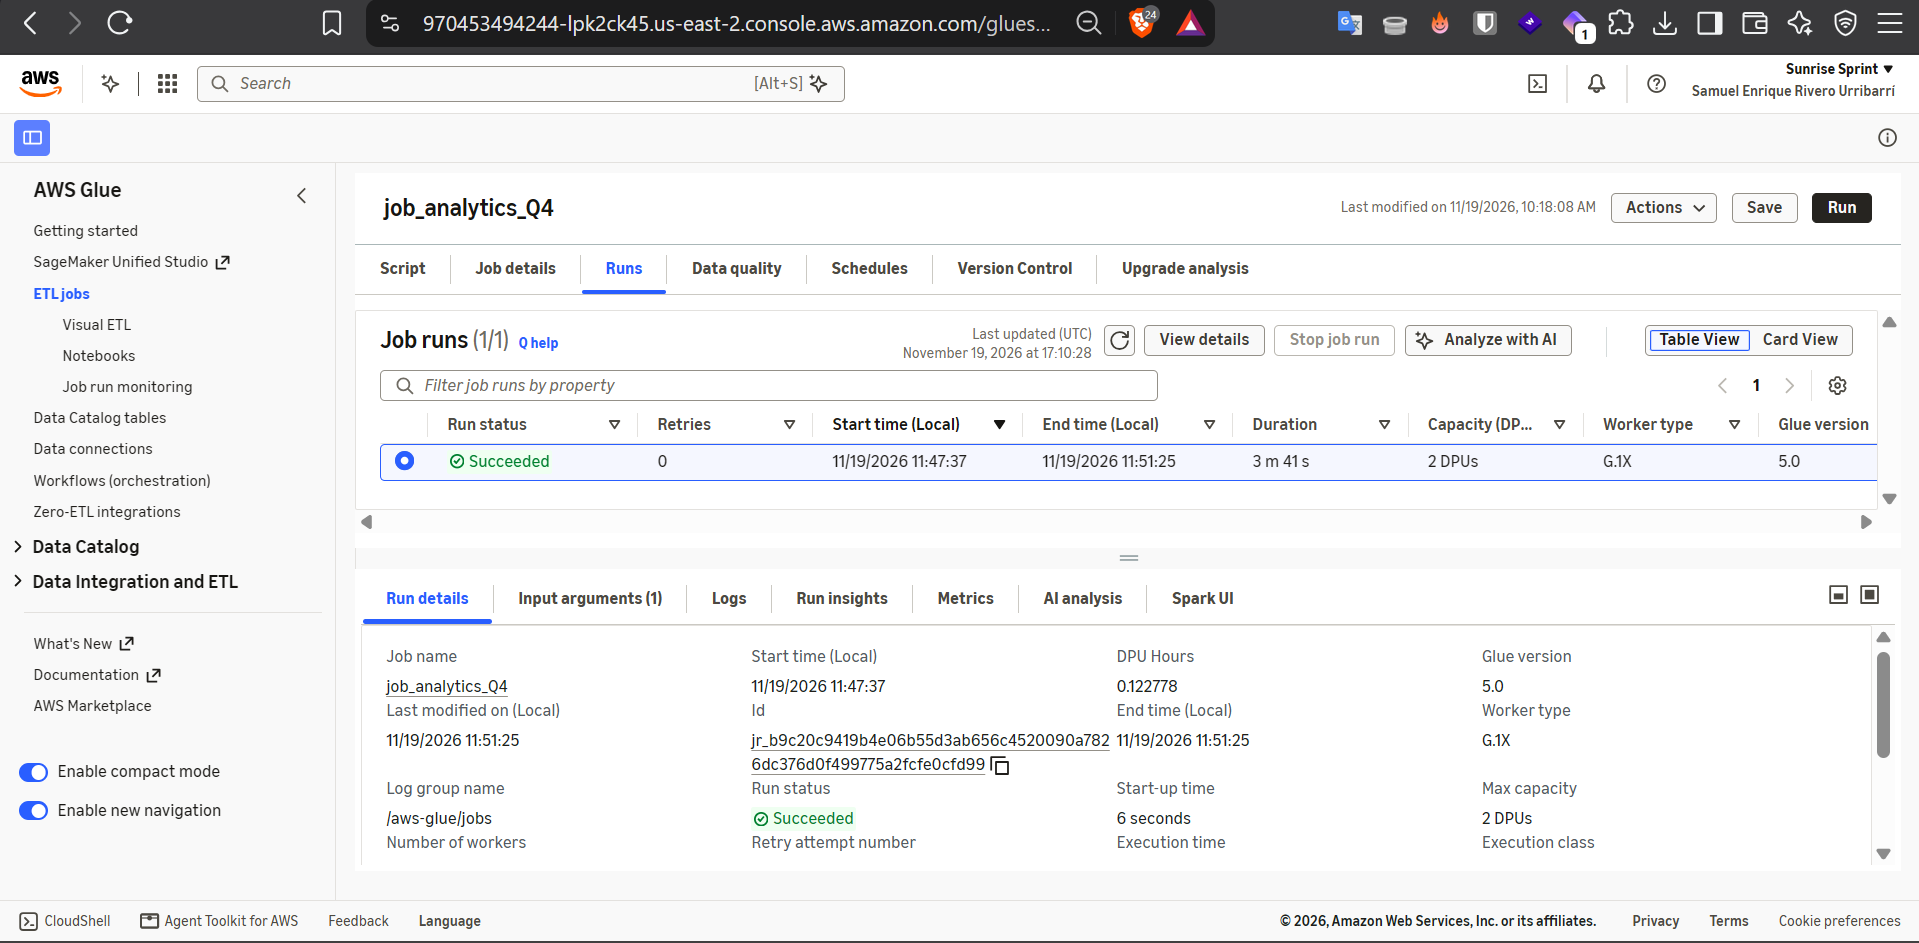 970453494244-lpk2ck45.us-east-2.console.aws.amazon.com/glues...
24
1
aws
Search
[Alt+S]
Sunrise Sprint
Samuel Enrique Rivero Urribarrí
AWS Glue
Getting started
SageMaker Unified Studio
ETL jobs
Visual ETL
Notebooks
Job run monitoring
Data Catalog tables
Data connections
Workflows (orchestration)
Zero-ETL integrations
Data Catalog
Data Integration and ETL
What's New
Documentation
AWS Marketplace
Enable compact mode
Enable new navigation
job_analytics_Q4
Last modified on 11/19/2026, 10:18:08 AM
Actions
Save
Run
Script
Job details
Runs
Data quality
Schedules
Version Control
Upgrade analysis
Job runs (1/1) Q help
Last updated (UTC)
November 19, 2026 at 17:10:28
View details
Stop job run
Analyze with AI
Table View
Card View
Filter job runs by property
1
Run status
Retries
Start time (Local)
End time (Local)
Duration
Capacity (DP...
Worker type
Glue version
Succeeded
0
11/19/2026 11:47:37
11/19/2026 11:51:25
3 m 41 s
2 DPUs
G.1X
5.0
Run details
Input arguments (1)
Logs
Run insights
Metrics
AI analysis
Spark UI
Job name
Start time (Local)
DPU Hours
Glue version
job_analytics_Q4
11/19/2026 11:47:37
0.122778
5.0
Last modified on (Local)
Id
End time (Local)
Worker type
11/19/2026 11:51:25
jr_b9c20c9419b4e06b55d3ab656c4520090a782
6dc376d0f499775a2fcfe0cfd99
11/19/2026 11:51:25
G.1X
Log group name
Run status
Start-up time
Max capacity
/aws-glue/jobs
Succeeded
6 seconds
2 DPUs
Number of workers
Retry attempt number
Execution time
Execution class
CloudShell
Agent Toolkit for AWS
Feedback
Language
© 2026, Amazon Web Services, Inc. or its affiliates.
Privacy
Terms
Cookie preferences